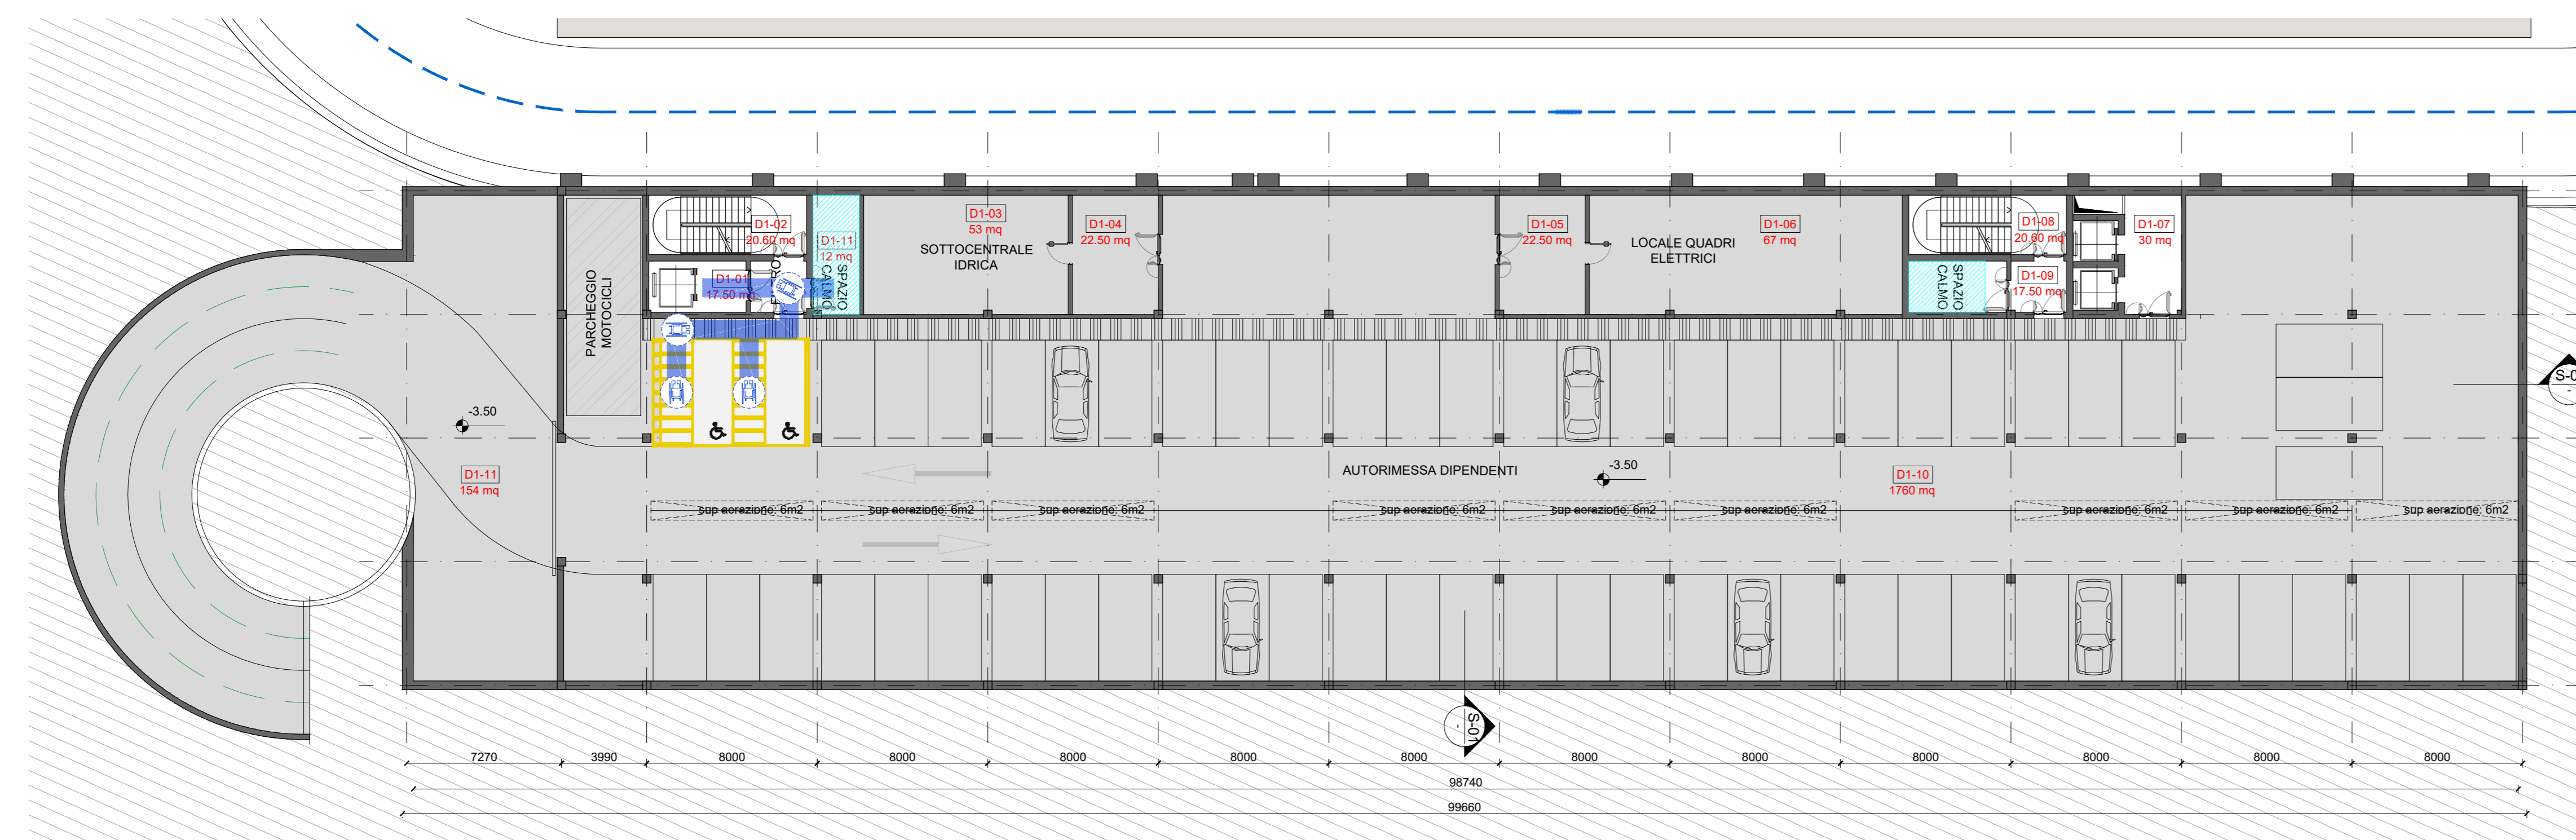 D1-02
20.60 mq
D1-11
12 mq
SPAZIO
CALMO
D1-03
53 mq
SOTTOCENTRALE
IDRICA
D1-04
22.50 mq
D1-05
22.50 mq
LOCALE QUADRI
ELETTRICI
D1-06
67 mq
D1-08
20.60 mq
D1-07
30 mq
D1-01
17.50 mq
SPAZIO
CALMO
D1-09
17.50 mq
PARCHEGGIO
MOTOCICLI
-3.50
D1-11
154 mq
AUTORIMESSA DIPENDENTI
-3.50
D1-10
1760 mq
sup aerazione: 6m2
sup aerazione: 6m2
sup aerazione: 6m2
sup aerazione: 6m2
sup aerazione: 6m2
sup aerazione: 6m2
sup aerazione: 6m2
sup aerazione: 6m2
sup aerazione: 6m2
S-0
-
S-01
-
7270
3990
8000
8000
8000
8000
8000
8000
8000
8000
8000
8000
8000
98740
99660